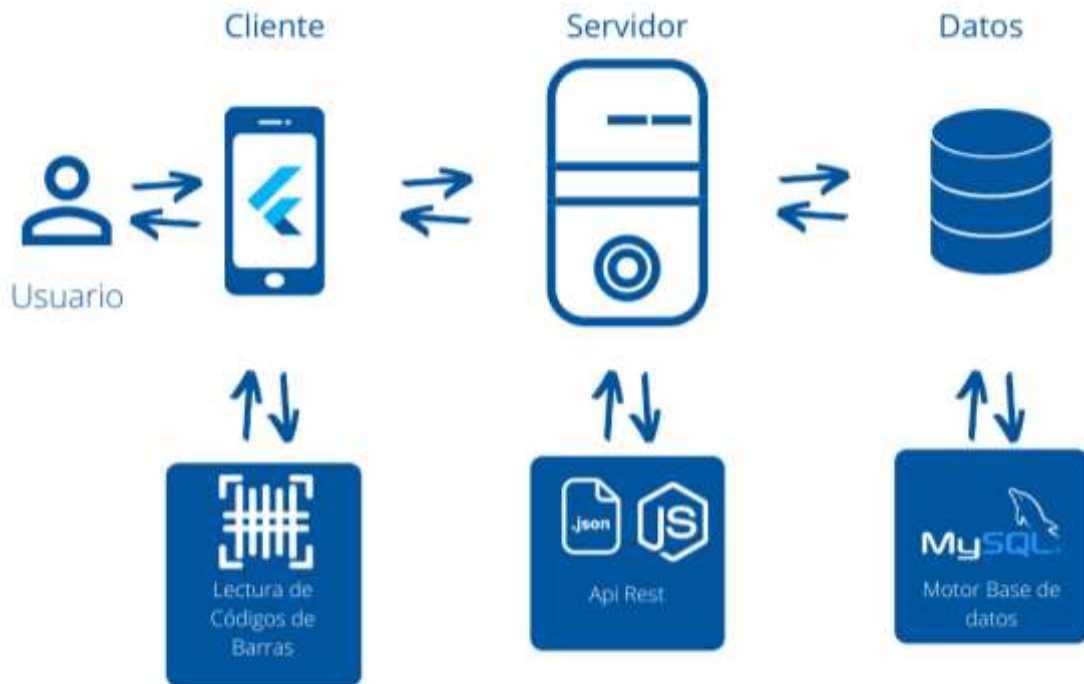 Cliente
Servidor
Datos
Usuario
Lectura de
Códigos de
Barras
.json
JS
Api Rest
MySQL
Motor Base de
datos